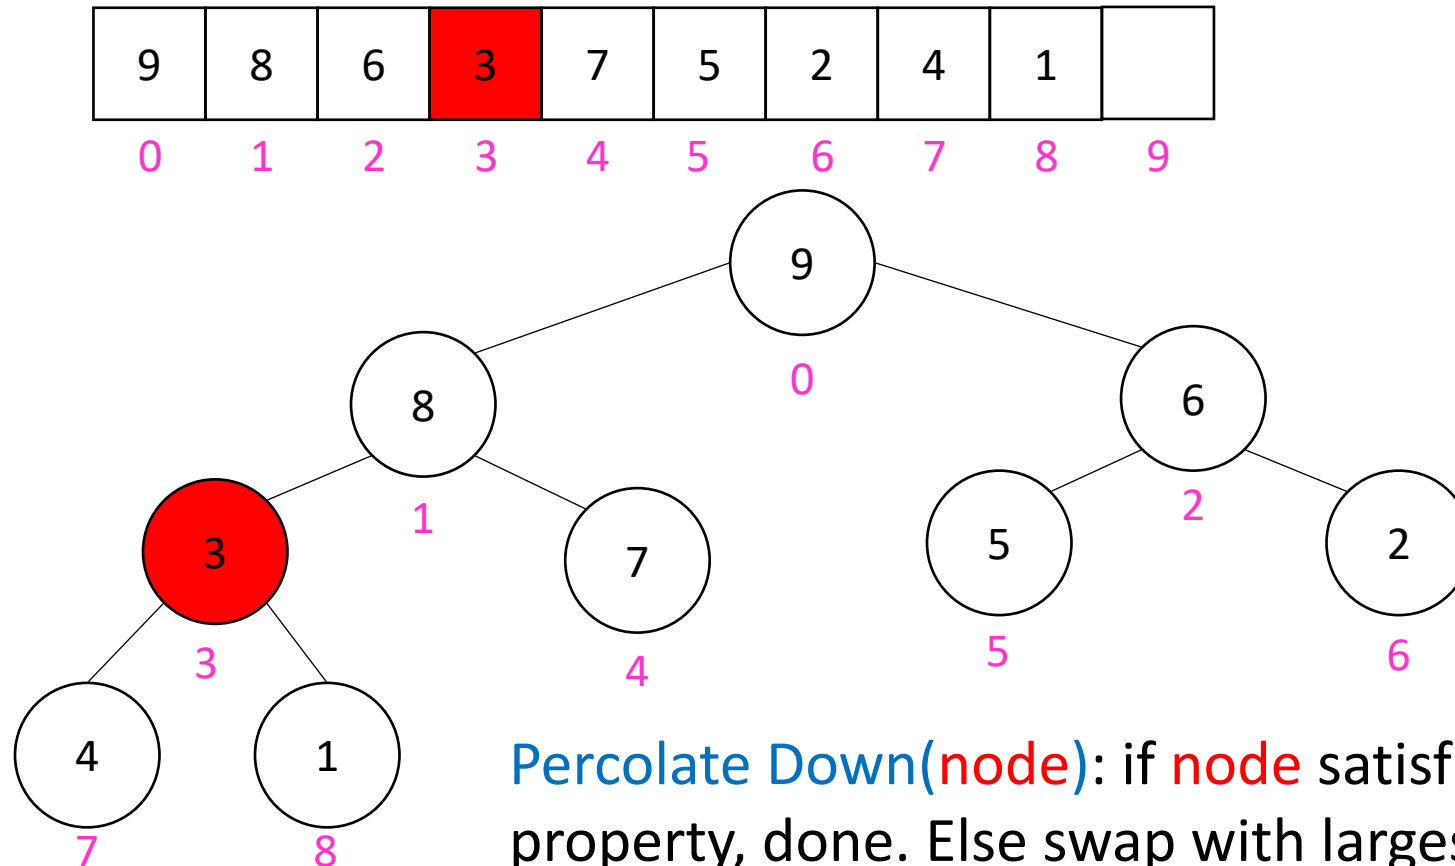 9 8 6 3 7 5 2 4 1
0 1 2 3 4 5 6 7 8 9
9
0
8 6
1 2
3 7 5 2
3 4 5 6
4 1
7 8
Percolate Down(node): if node satisf
property, done. Else swap with larges